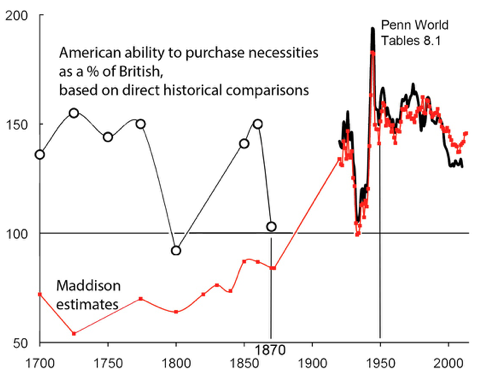 200
Penn World
Tables 8.1
American ability to purchase necessities
as a % of British,
based on direct historical comparisons
150
100
Maddison
estimates
50
1870
1700
1750
1800
1850
1900
1950
2000